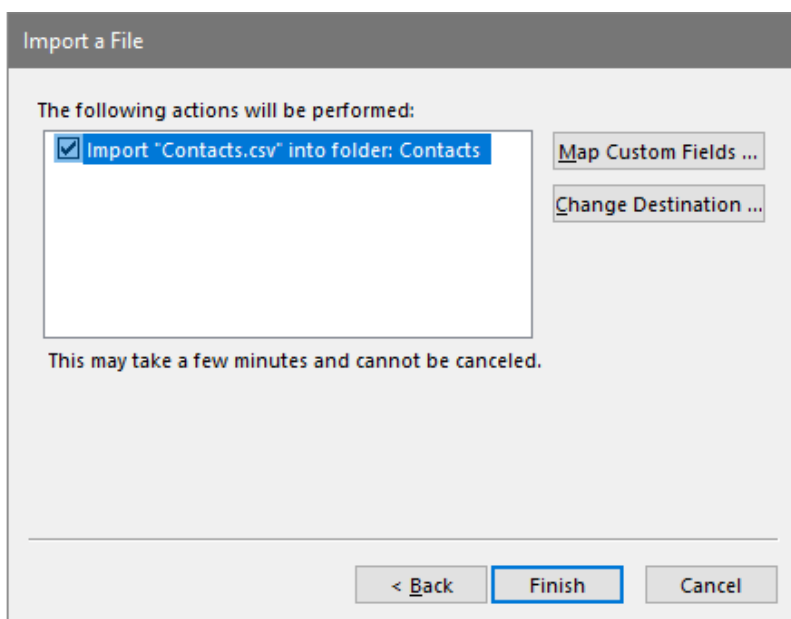 Import a File
The following actions will be performed:
Import "Contacts.csv" into folder: Contacts
Map Custom Fields ...
Change Destination ...
This may take a few minutes and cannot be canceled.
< Back
Finish
Cancel